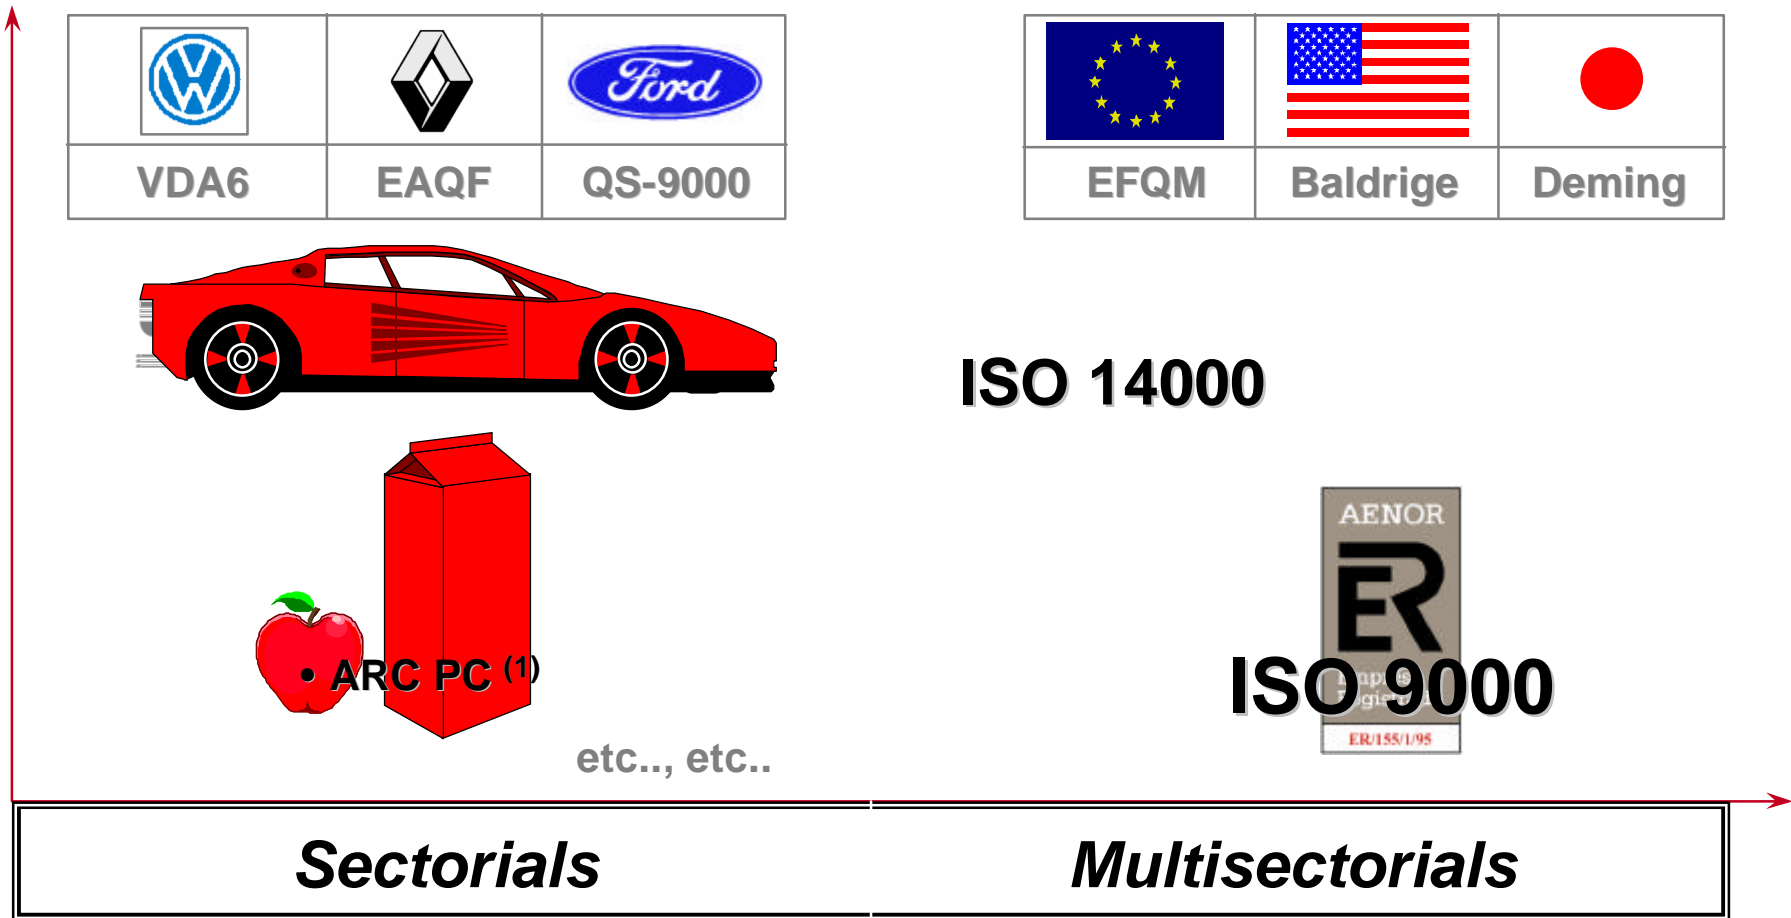 Ford
VDA6 EAQF QS-9000
EFQM Baldrige Deming
ISO 14000
• ARC PC (1)
etc.., etc..
AENOR
ER
ISO 9000
ER/155/1/95
Sectorials Multisectorials